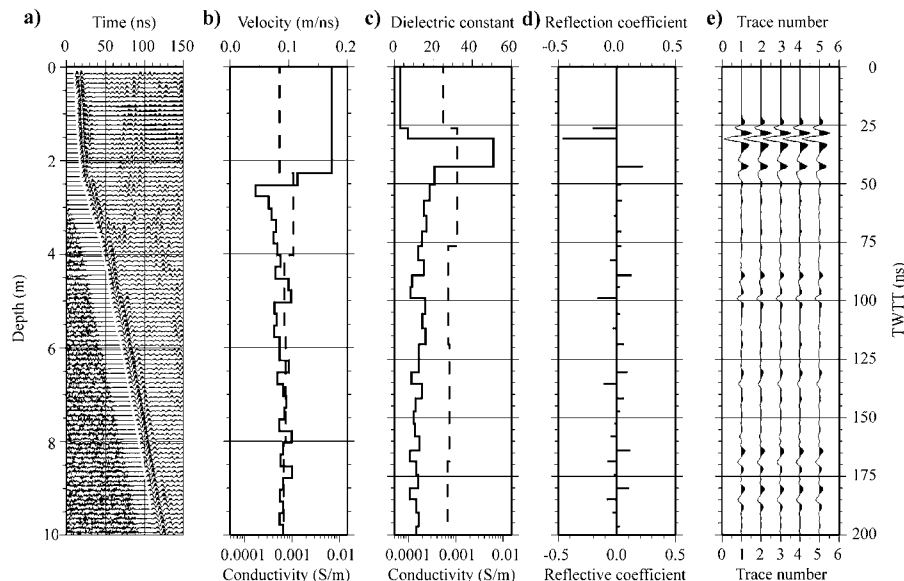 a)
Time (ns)
0 50 100 150
Depth (m)
0
2
4
6
8
10
b)
Velocity (m/ns)
0.0 0.1 0.2
0.0001 0.001 0.01
Conductivity (S/m)
c)
Dielectric constant
0 20 40 60
0.0001 0.001 0.01
Conductivity (S/m)
d)
Reflection coefficient
-0.5 0.0 0.5
-0.5 0.0 0.5
Reflective coefficient
e)
Trace number
0 1 2 3 4 5 6
0
25
50
75
100
125
150
175
200
TWTT (ns)
0 1 2 3 4 5 6
Trace number